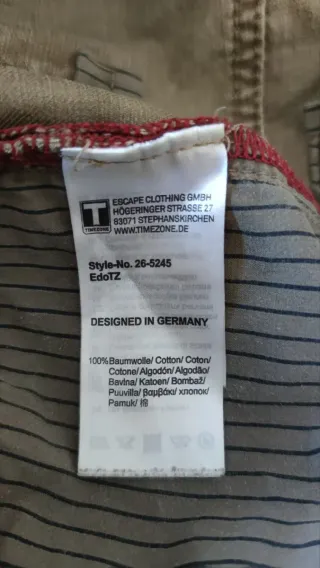 T
TIMEZONE
ESCAPE CLOTHING GMBH
HÖGERINGER STRASSE 27
83071 STEPHANSKIRCHEN
WWW.TIMEZONE.DE
Style-No. 26-5245
EdoTZ
DESIGNED IN GERMANY
100% Baumwolle/ Cotton/ Coton/
Cotone/ Algodón/ Algodão/
Bavlna/ Katoen/ Bombaž/
Puuvilla/ βαμβάκι/ хлопок/
Pamuk/ 棉